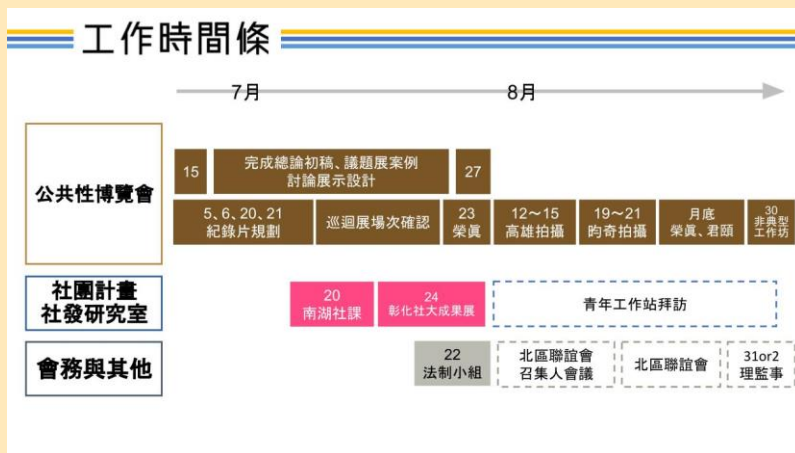 工作時間條
7月
8月
公共性博覽會
15
完成總論初稿、議題展案例
討論展示設計
27
5、6、20、21
紀錄片規劃
巡迴展場次確認
23
榮眞
12～15
高雄拍攝
19～21
昀奇拍攝
月底
榮眞、君頤
30
非典型
工作坊
社團計畫
社發研究室
20
南湖社課
24
彰化社大成果展
青年工作站拜訪
會務與其他
22
法制小組
北區聯誼會
召集人會議
北區聯誼會
31or2
理監事